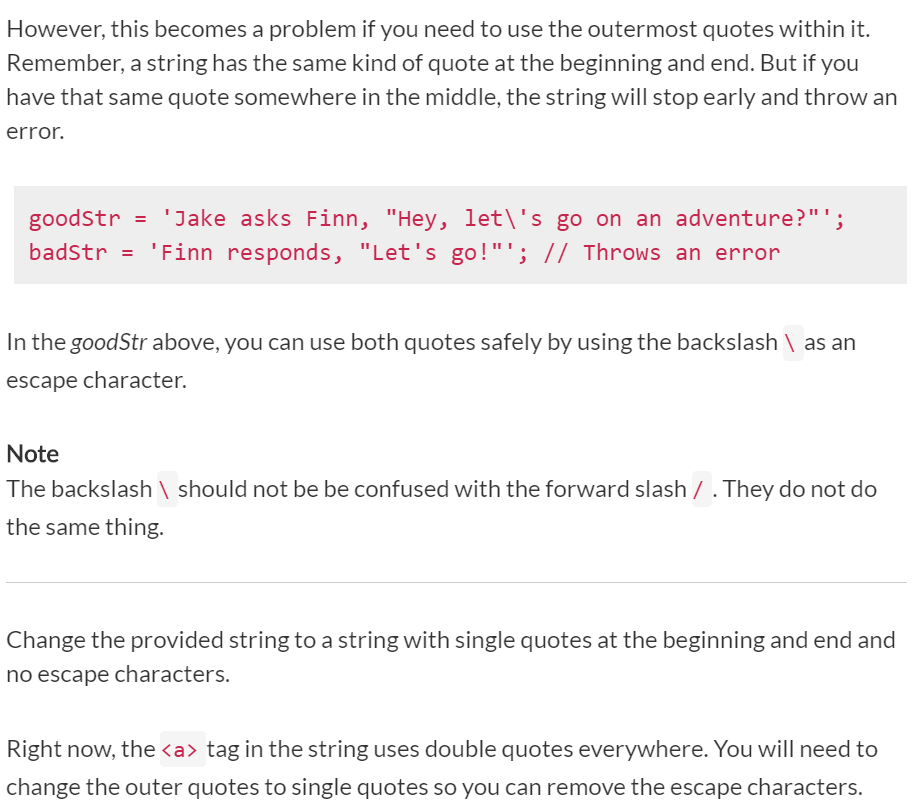 However, this becomes a problem if you need to use the outermost quotes within it.
Remember, a string has the same kind of quote at the beginning and end. But if you
have that same quote somewhere in the middle, the string will stop early and throw an
error.
goodStr = 'Jake asks Finn, "Hey, let\'s go on an adventure?"';
badStr = 'Finn responds, "Let's go!"'; // Throws an error
In the goodStr above, you can use both quotes safely by using the backslash \ as an
escape character.
Note
The backslash \ should not be be confused with the forward slash / . They do not do
the same thing.
Change the provided string to a string with single quotes at the beginning and end and
no escape characters.
Right now, the <a> tag in the string uses double quotes everywhere. You will need to
change the outer quotes to single quotes so you can remove the escape characters.